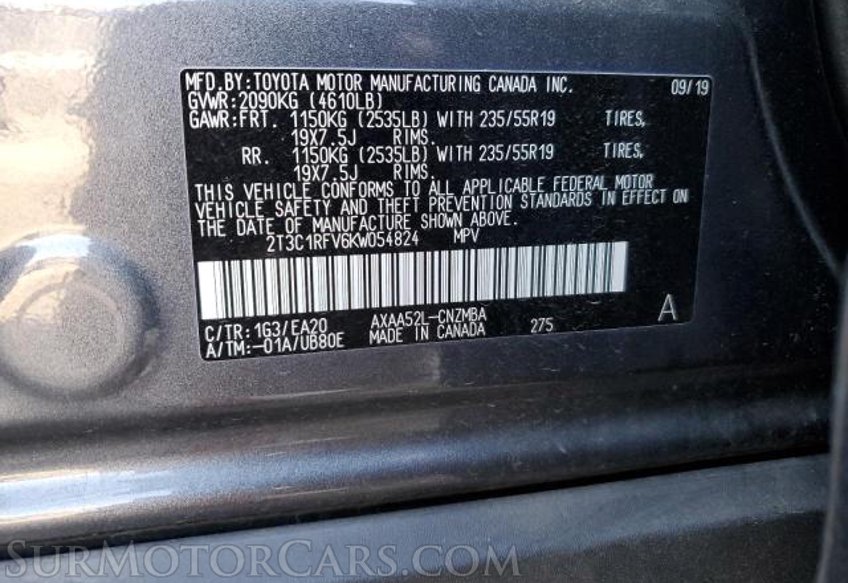 MFD.BY:TOYOTA MOTOR MANUFACTURING CANADA INC. 09/19
GVWR:2090KG (4610LB)
GAWR:FRT. 1150KG (2535LB) WITH 235/55R19 TIRES,
19X7.5J RIMS.
RR. 1150KG (2535LB) WITH 235/55R19 TIRES,
19X7.5J RIMS.
THIS VEHICLE CONFORMS TO ALL APPLICABLE FEDERAL MOTOR
VEHICLE SAFETY AND THEFT PREVENTION STANDARDS IN EFFECT ON
THE DATE OF MANUFACTURE SHOWN ABOVE.
2T3C1RFV6KW054824 MPV
C/TR: 1G3/EA20 AXAA52L-CNZMBA 275 A
A/TM:-01A/UB80E MADE IN CANADA
SURMOTORCARS.COM